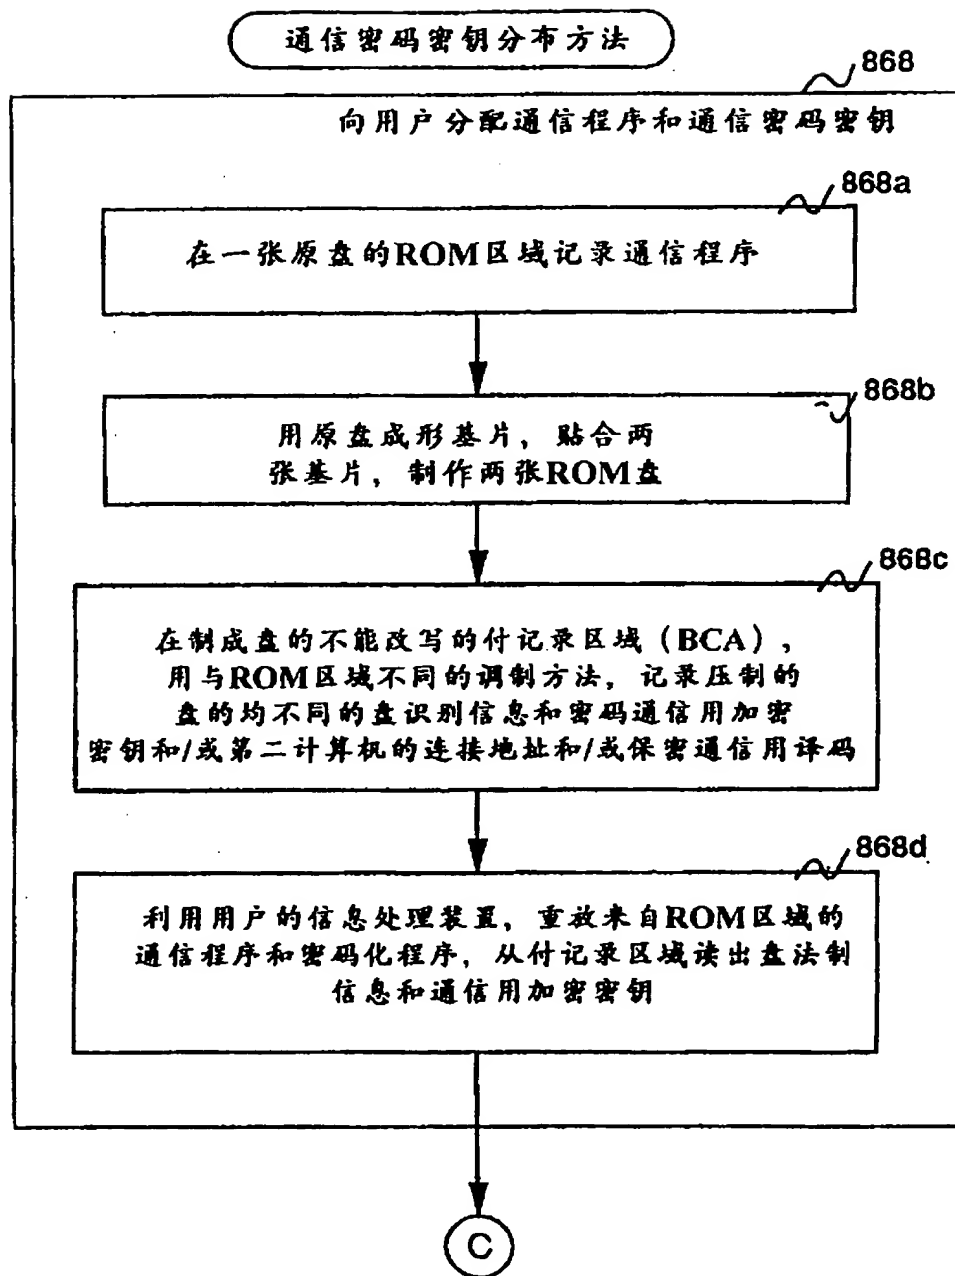 通信密码密钥分布方法
868
向用户分配通信程序和通信密码密钥
868a
在一张原盘的ROM区域记录通信程序
868b
用原盘成形基片，贴合两
张基片，制作两张ROM盘
868c
在制成盘的不能改写的付记录区域（BCA），
用与ROM区域不同的调制方法，记录压制的
盘的均不同的盘识别信息和密码通信用加密
密钥和/或第二计算机的连接地址和/或保密通信用译码
868d
利用用户的信息处理装置，重放来自ROM区域的
通信程序和密码化程序，从付记录区域读出盘法制
信息和通信用加密密钥
C